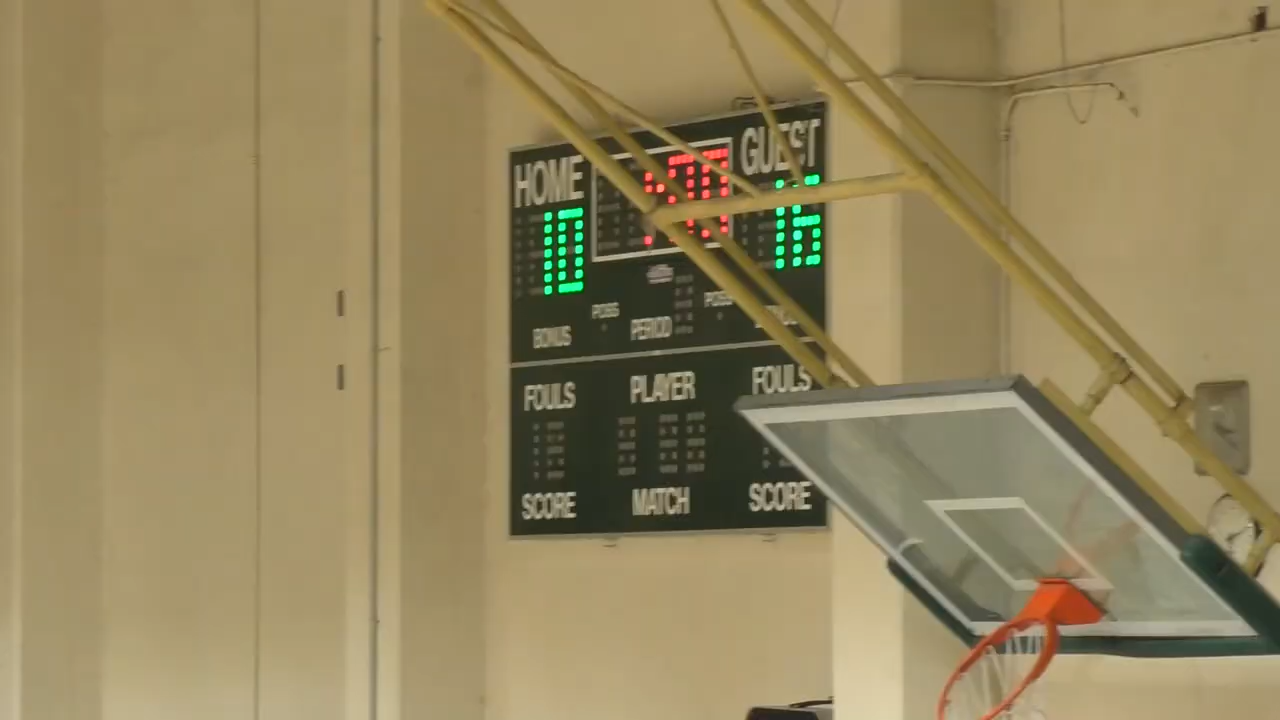 HOME GUEST
10 16
POSS POSS
BONUS PERIOD
FOULS PLAYER FOULS
SCORE MATCH SCORE